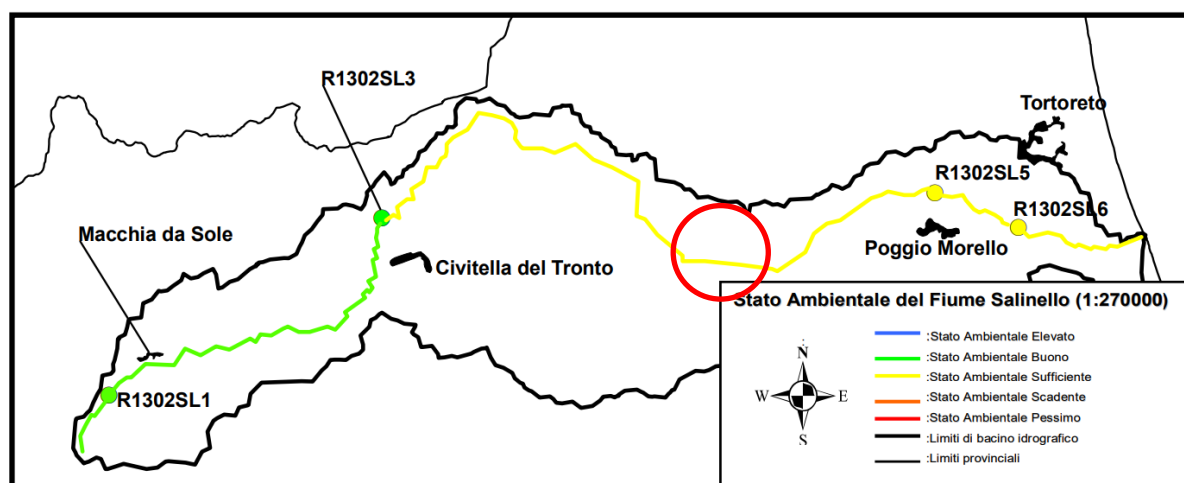 R1302SL3
Tortoreto
R1302SL5
R1302SL6
Macchia da Sole
Poggio Morello
Civitella del Tronto
R1302SL1
Stato Ambientale del Fiume Salinello (1:270000)
:Stato Ambientale Elevato
:Stato Ambientale Buono
:Stato Ambientale Sufficiente
:Stato Ambientale Scadente
:Stato Ambientale Pessimo
:Limiti di bacino idrografico
:Limiti provinciali
N
W E
S